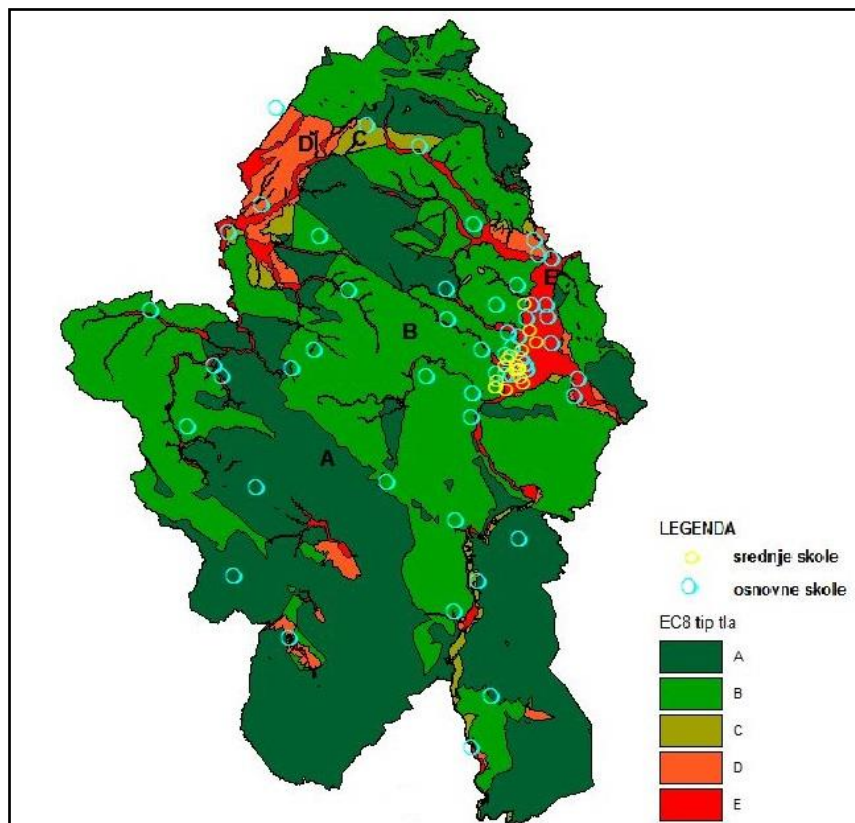 D
C
E
B
A
LEGENDA
srednje skole
osnovne skole
EC8 tip tla
A
B
C
D
E